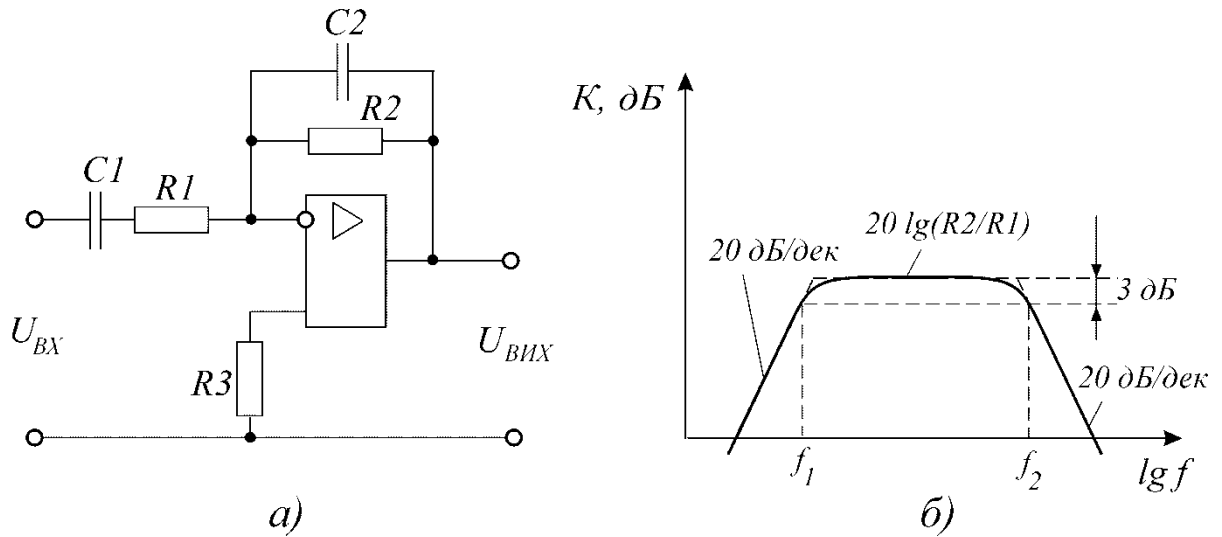 C2
R2
C1
R1
U_ВХ
R3
U_ВИХ
а)
К, дБ
20 дБ/дек
20 lg(R2/R1)
3 дБ
20 дБ/дек
f_1
f_2
lg f
б)